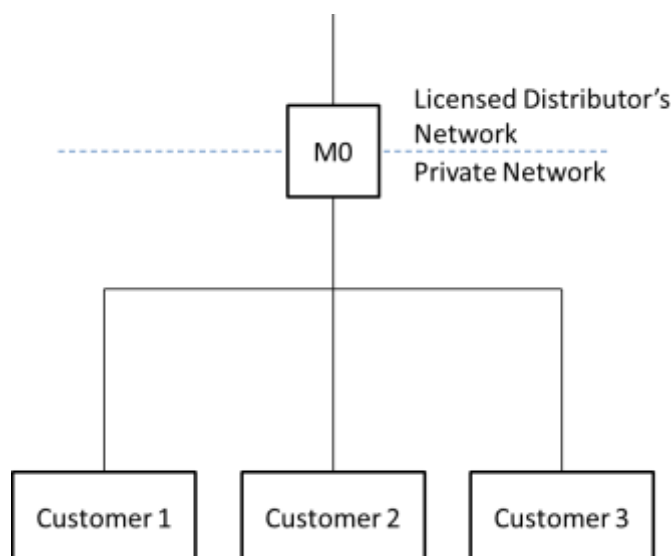 Licensed Distributor’s
Network
M0
Private Network
Customer 1
Customer 2
Customer 3